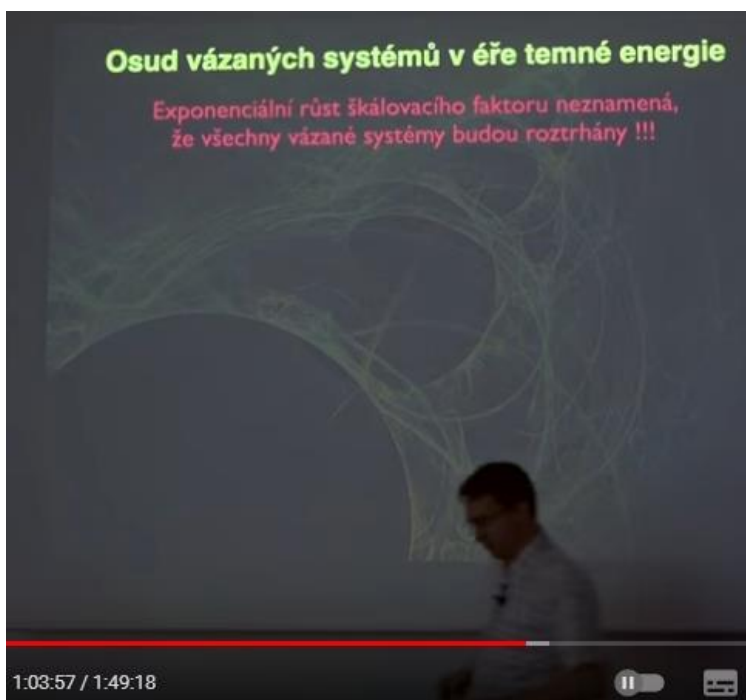 Osud vázaných systémů v éře temné energie
Exponenciální růst škálovacího faktoru neznamená,
že všechny vázané systémy budou roztrhány !!!
1:03:57 / 1:49:18